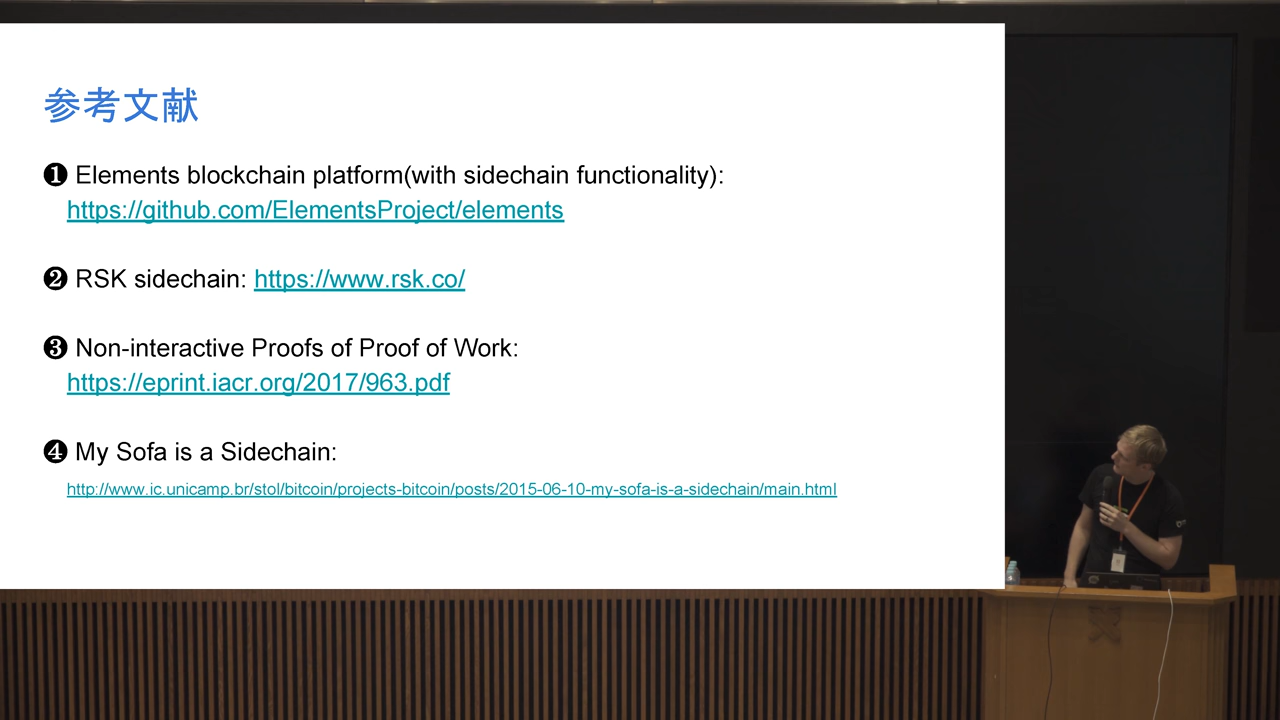 参考文献
❶ Elements blockchain platform(with sidechain functionality):
https://github.com/ElementsProject/elements
❷ RSK sidechain: https://www.rsk.co/
❸ Non-interactive Proofs of Proof of Work:
https://eprint.iacr.org/2017/963.pdf
❹ My Sofa is a Sidechain:
http://www.ic.unicamp.br/stol/bitcoin/projects-bitcoin/posts/2015-06-10-my-sofa-is-a-sidechain/main.html